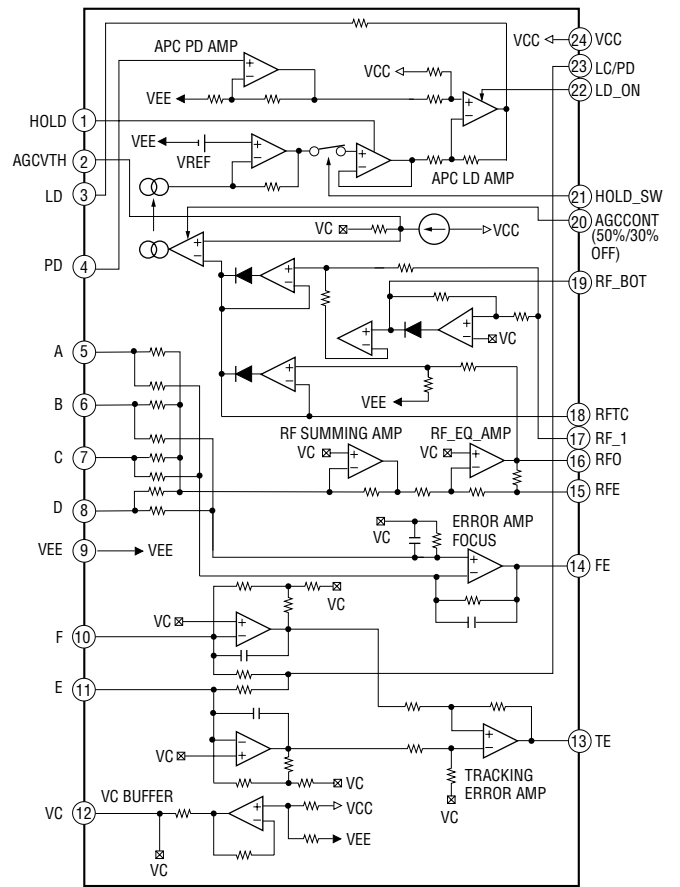 APC PD AMP
VCC
24
VCC
23
LC/PD
VCC
22
LD_ON
VEE
HOLD
1
VEE
VREF
AGCVTH
2
APC LD AMP
LD
3
21
HOLD_SW
VC
VCC
20
AGCCONT
(50%/30%
OFF)
PD
4
19
RF_BOT
VC
A
5
VEE
B
6
18
RFTC
RF SUMMING AMP
RF_EQ_AMP
17
RF_1
VC
VC
C
7
16
RFO
15
RFE
D
8
VC
ERROR AMP
FOCUS
VEE
9
VEE
14
FE
VC
VC
F
10
E
11
VC
13
TE
VC
TRACKING
ERROR AMP
VC
VC BUFFER
VC
12
VCC
VEE
VC